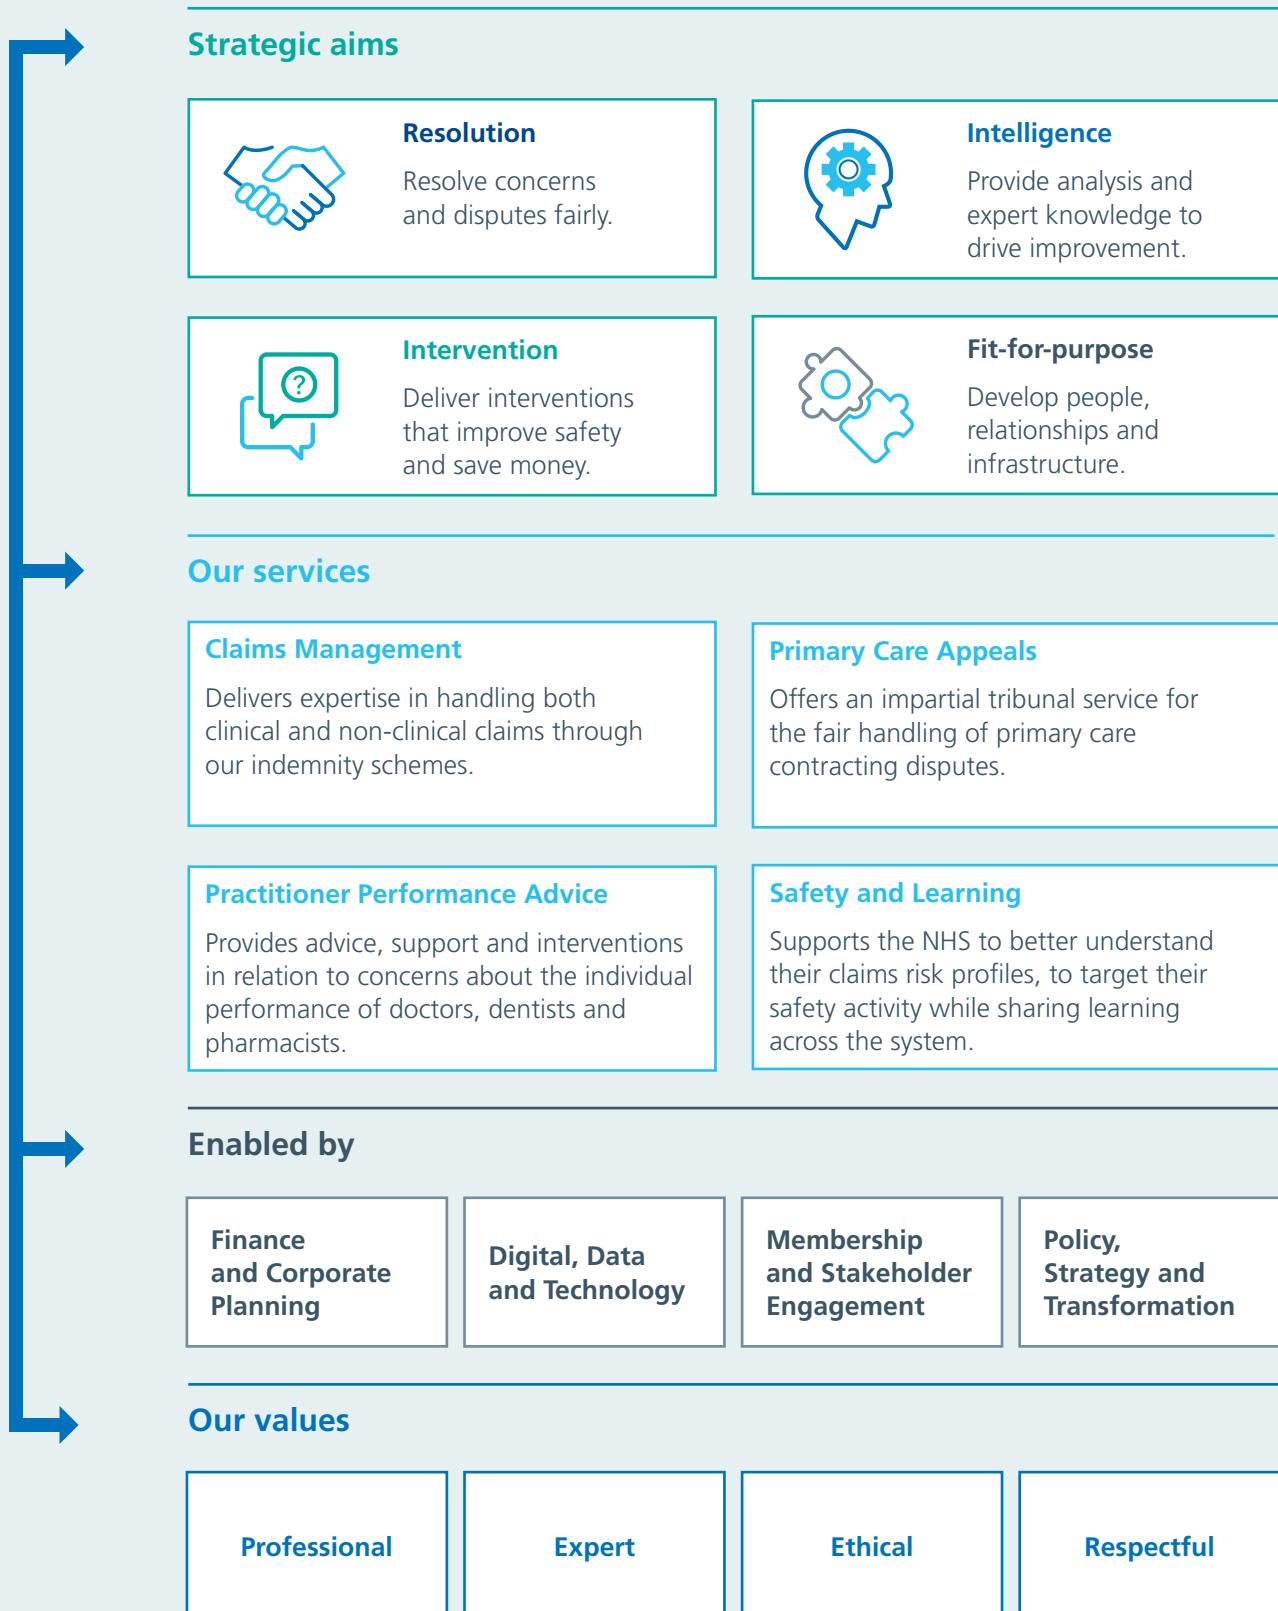 Strategic aims
Resolution
Resolve concerns
and disputes fairly.
Intelligence
Provide analysis and
expert knowledge to
drive improvement.
Intervention
Deliver interventions
that improve safety
and save money.
?
Fit-for-purpose
Develop people,
relationships and
infrastructure.
Our services
Claims Management
Delivers expertise in handling both
clinical and non-clinical claims through
our indemnity schemes.
Primary Care Appeals
Offers an impartial tribunal service for
the fair handling of primary care
contracting disputes.
Practitioner Performance Advice
Provides advice, support and interventions
in relation to concerns about the individual
performance of doctors, dentists and
pharmacists.
Safety and Learning
Supports the NHS to better understand
their claims risk profiles, to target their
safety activity while sharing learning
across the system.
Enabled by
Finance
and Corporate
Planning
Digital, Data
and Technology
Membership
and Stakeholder
Engagement
Policy,
Strategy and
Transformation
Our values
Professional
Expert
Ethical
Respectful